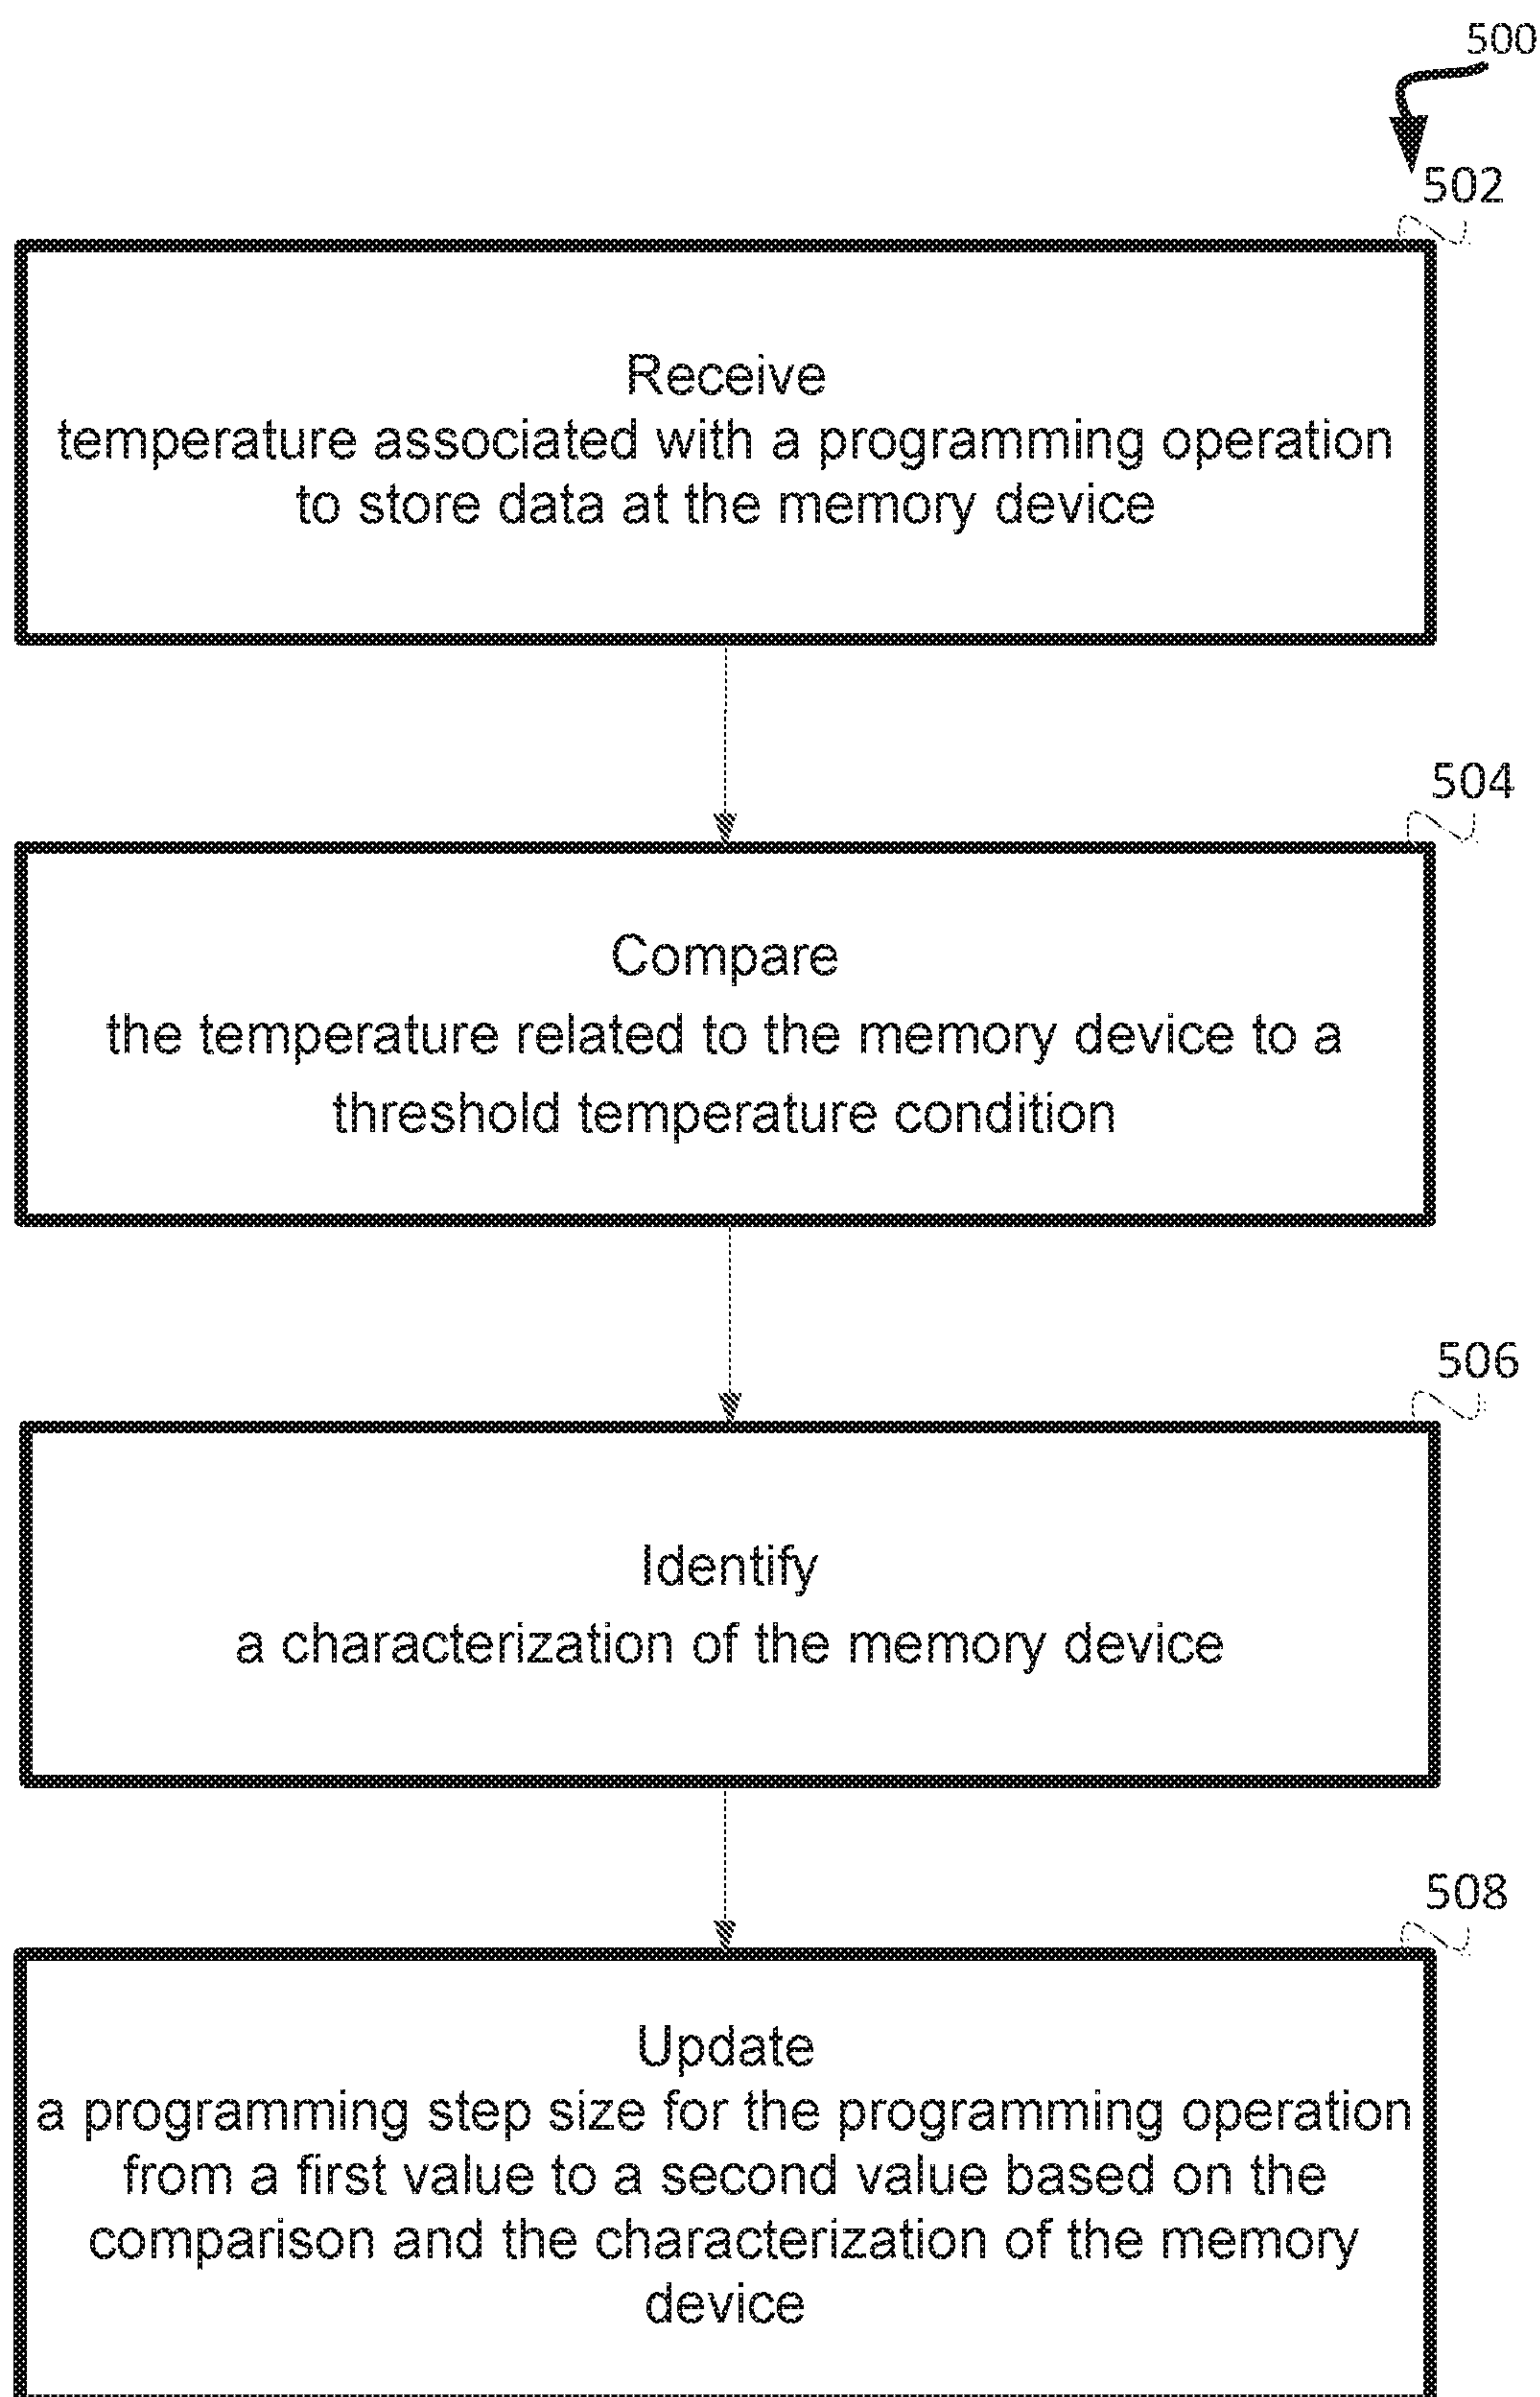 500
502
Receive
temperature associated with a programming operation
to store data at the memory device
504
Compare
the temperature related to the memory device to a
threshold temperature condition
506
Identify
a characterization of the memory device
508
Update
a programming step size for the programming operation
from a first value to a second value based on the
comparison and the characterization of the memory
device